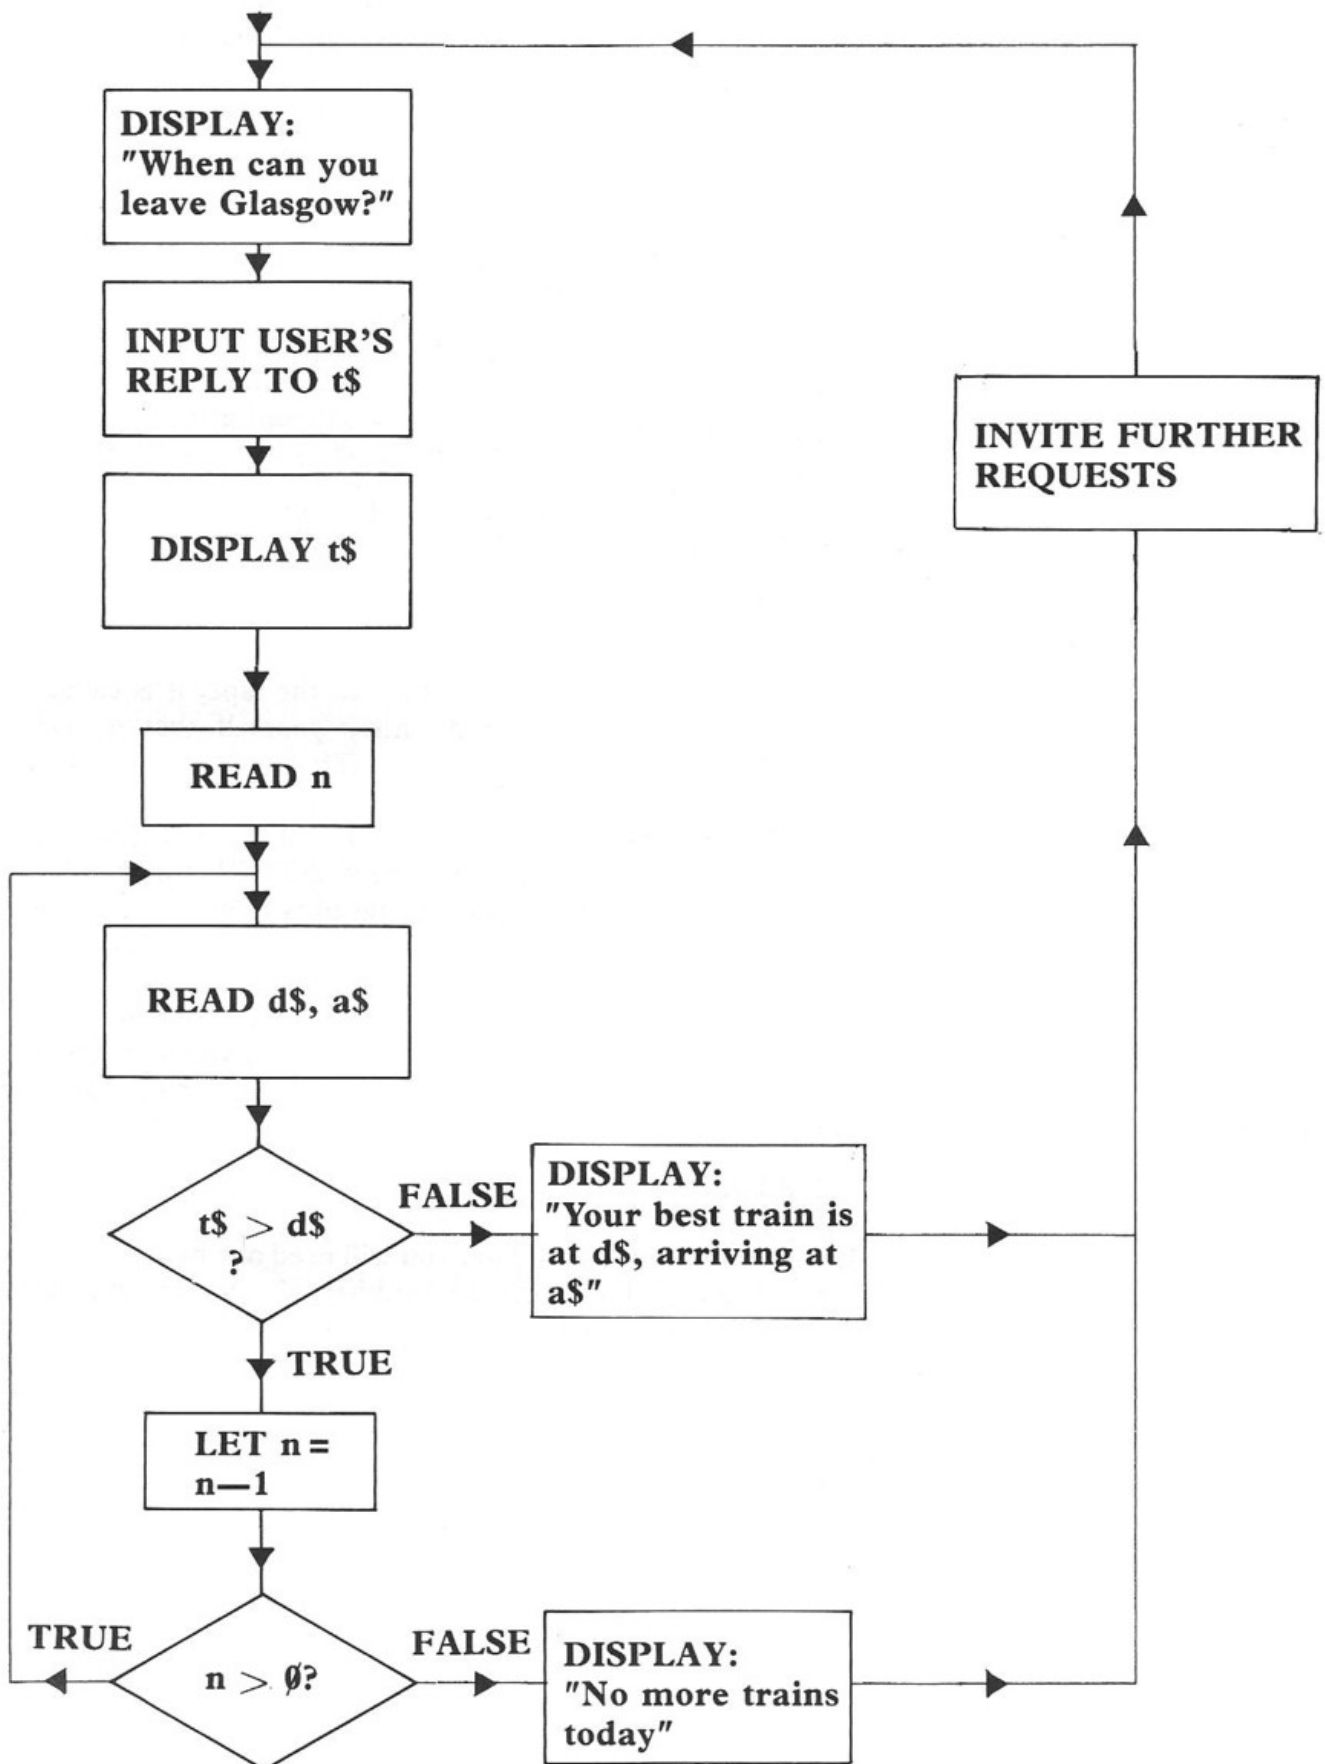 DISPLAY:
"When can you
leave Glasgow?"
INPUT USER'S
REPLY TO t$
DISPLAY t$
READ n
READ d$, a$
t$ > d$
?
FALSE
DISPLAY:
"Your best train is
at d$, arriving at
a$"
TRUE
LET n =
n—1
TRUE
n > 0̸?
FALSE
DISPLAY:
"No more trains
today"
INVITE FURTHER
REQUESTS